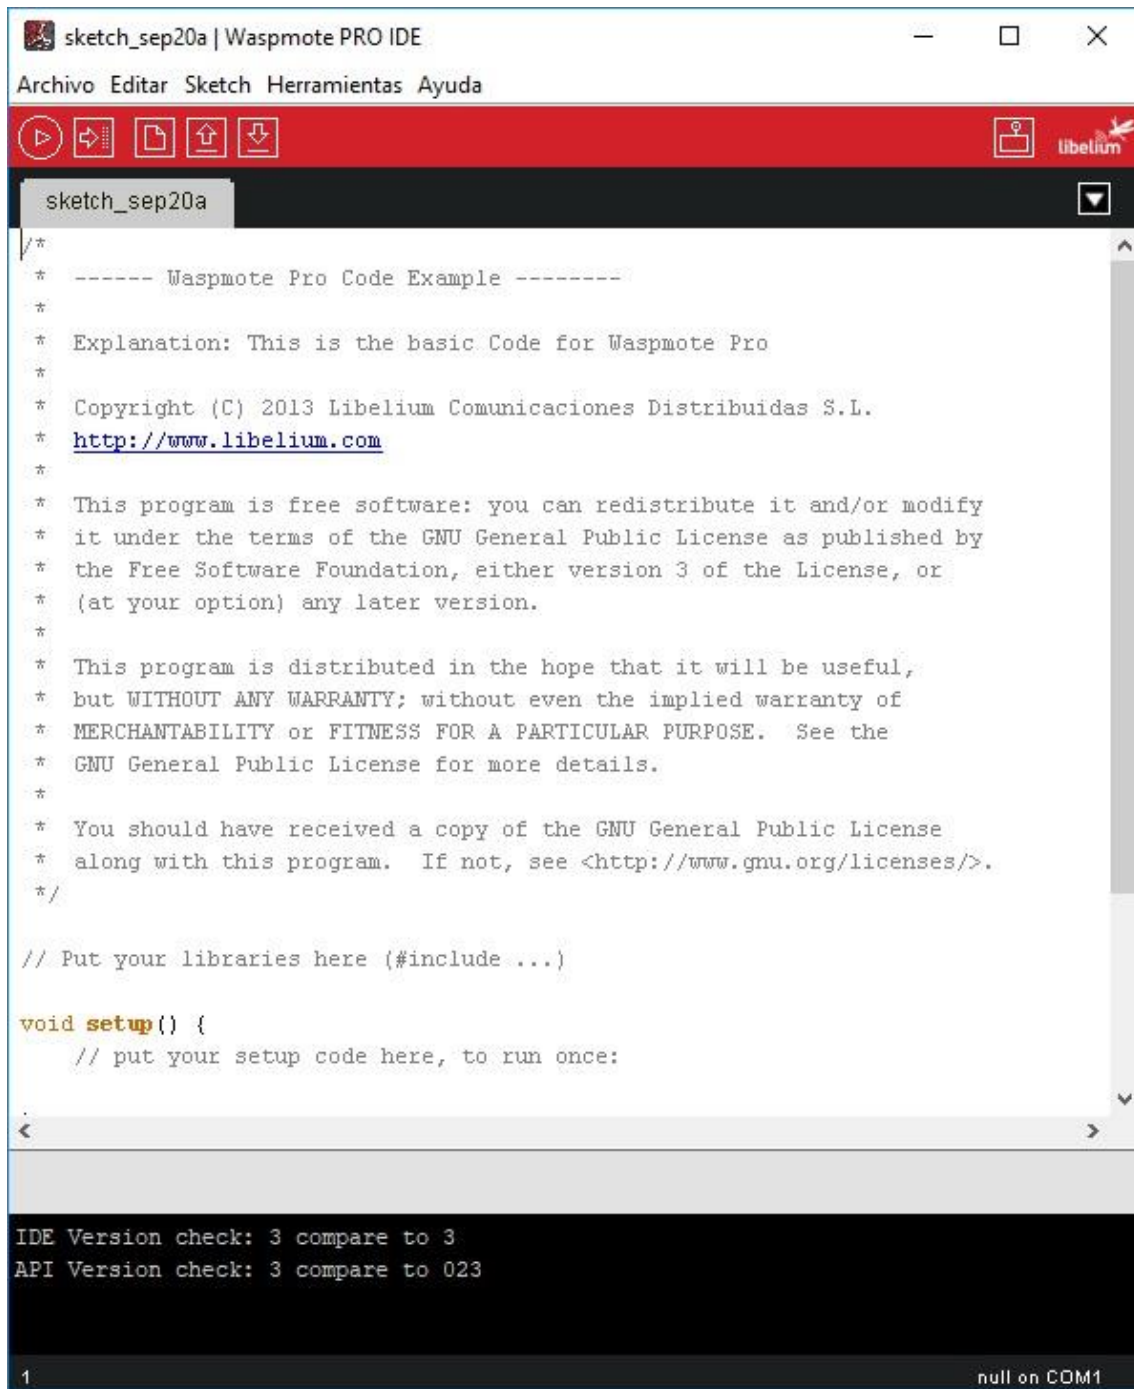 sketch_sep20a | Waspmote PRO IDE
Archivo Editar Sketch Herramientas Ayuda
libelium
sketch_sep20a
/*
 *  ------ Waspmote Pro Code Example --------
 *
 *  Explanation: This is the basic Code for Waspmote Pro
 *
 *  Copyright (C) 2013 Libelium Comunicaciones Distribuidas S.L.
 *  http://www.libelium.com
 *
 *  This program is free software: you can redistribute it and/or modify
 *  it under the terms of the GNU General Public License as published by
 *  the Free Software Foundation, either version 3 of the License, or
 *  (at your option) any later version.
 *
 *  This program is distributed in the hope that it will be useful,
 *  but WITHOUT ANY WARRANTY; without even the implied warranty of
 *  MERCHANTABILITY or FITNESS FOR A PARTICULAR PURPOSE.  See the
 *  GNU General Public License for more details.
 *
 *  You should have received a copy of the GNU General Public License
 *  along with this program.  If not, see <http://www.gnu.org/licenses/>.
 */
// Put your libraries here (#include ...)
void setup() {
    // put your setup code here, to run once:
IDE Version check: 3 compare to 3
API Version check: 3 compare to 023
1 null on COM1